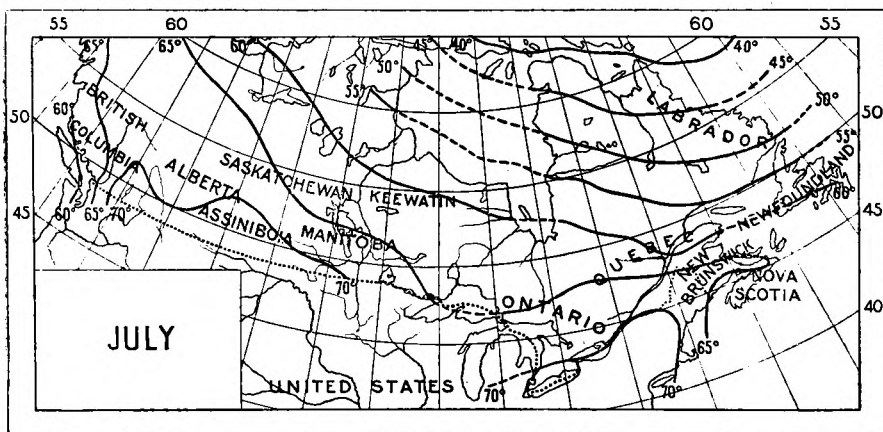 55 60 60 55
65° 65° 60° 45° 40° 40°
50° 45°
55° 50°
50 60° 50
55°
BRITISH COLUMBIA
LABRADOR
ALBERTA
SASKATCHEWAN
KEEWATIN
ASSINIBOIA
MANITOBA
QUEBEC
NEWFOUNDLAND
60°
45 60° 65° 70° 45
NEW BRUNSWICK
NOVA SCOTIA
70°
ONTARIO
40
JULY
65°
UNITED STATES
70° 70°